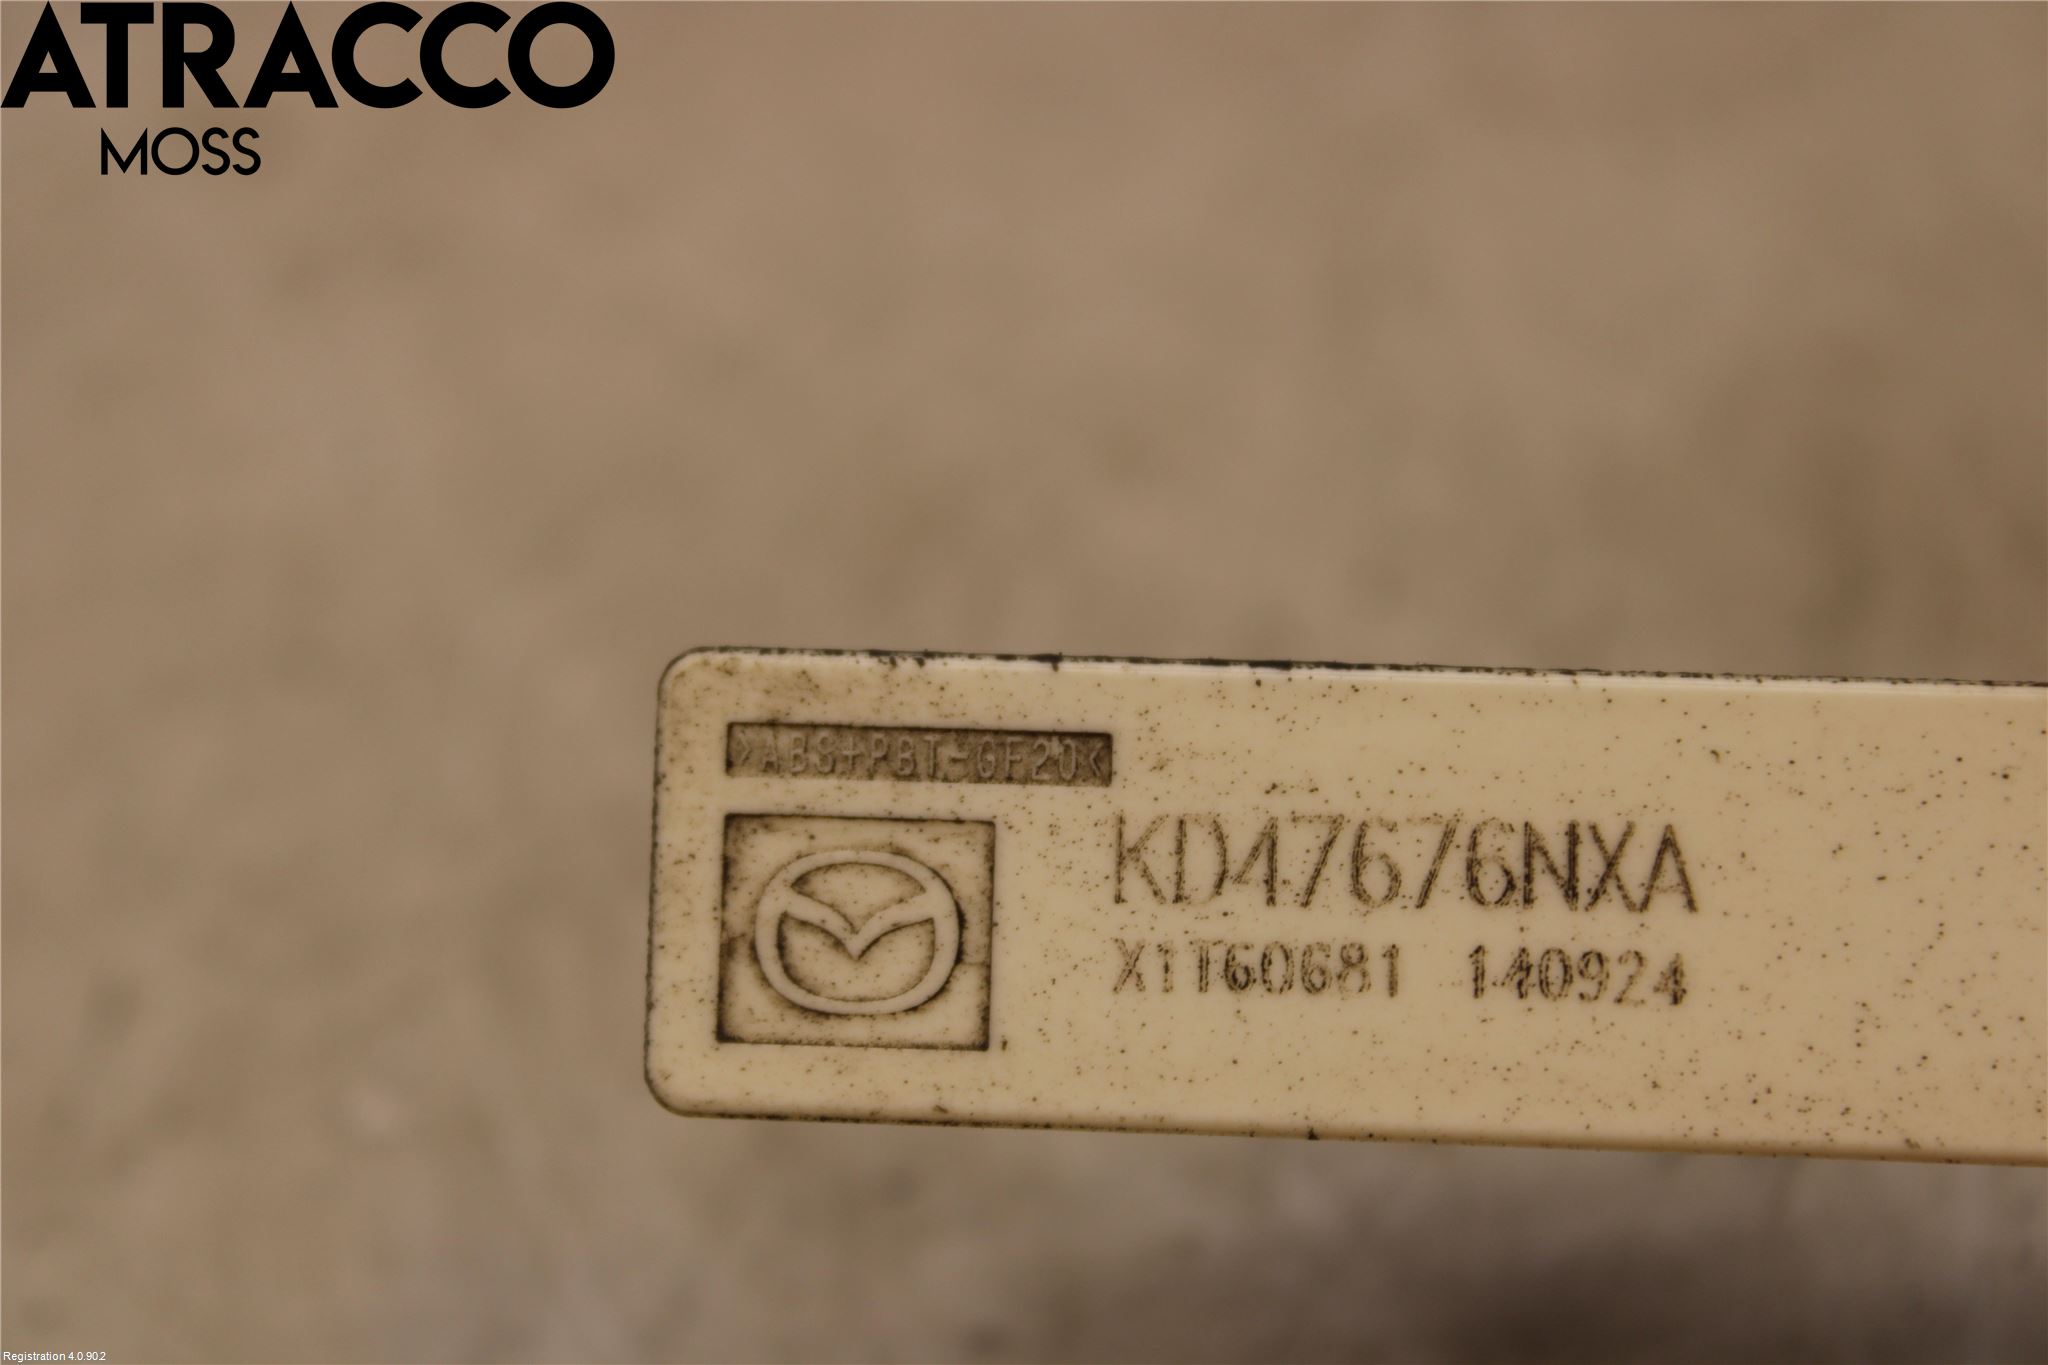 ATRACCO
MOSS
>ABS+PBT-GF20<
KD47676NXA
X1T60681 140924
Registration 4.0.902